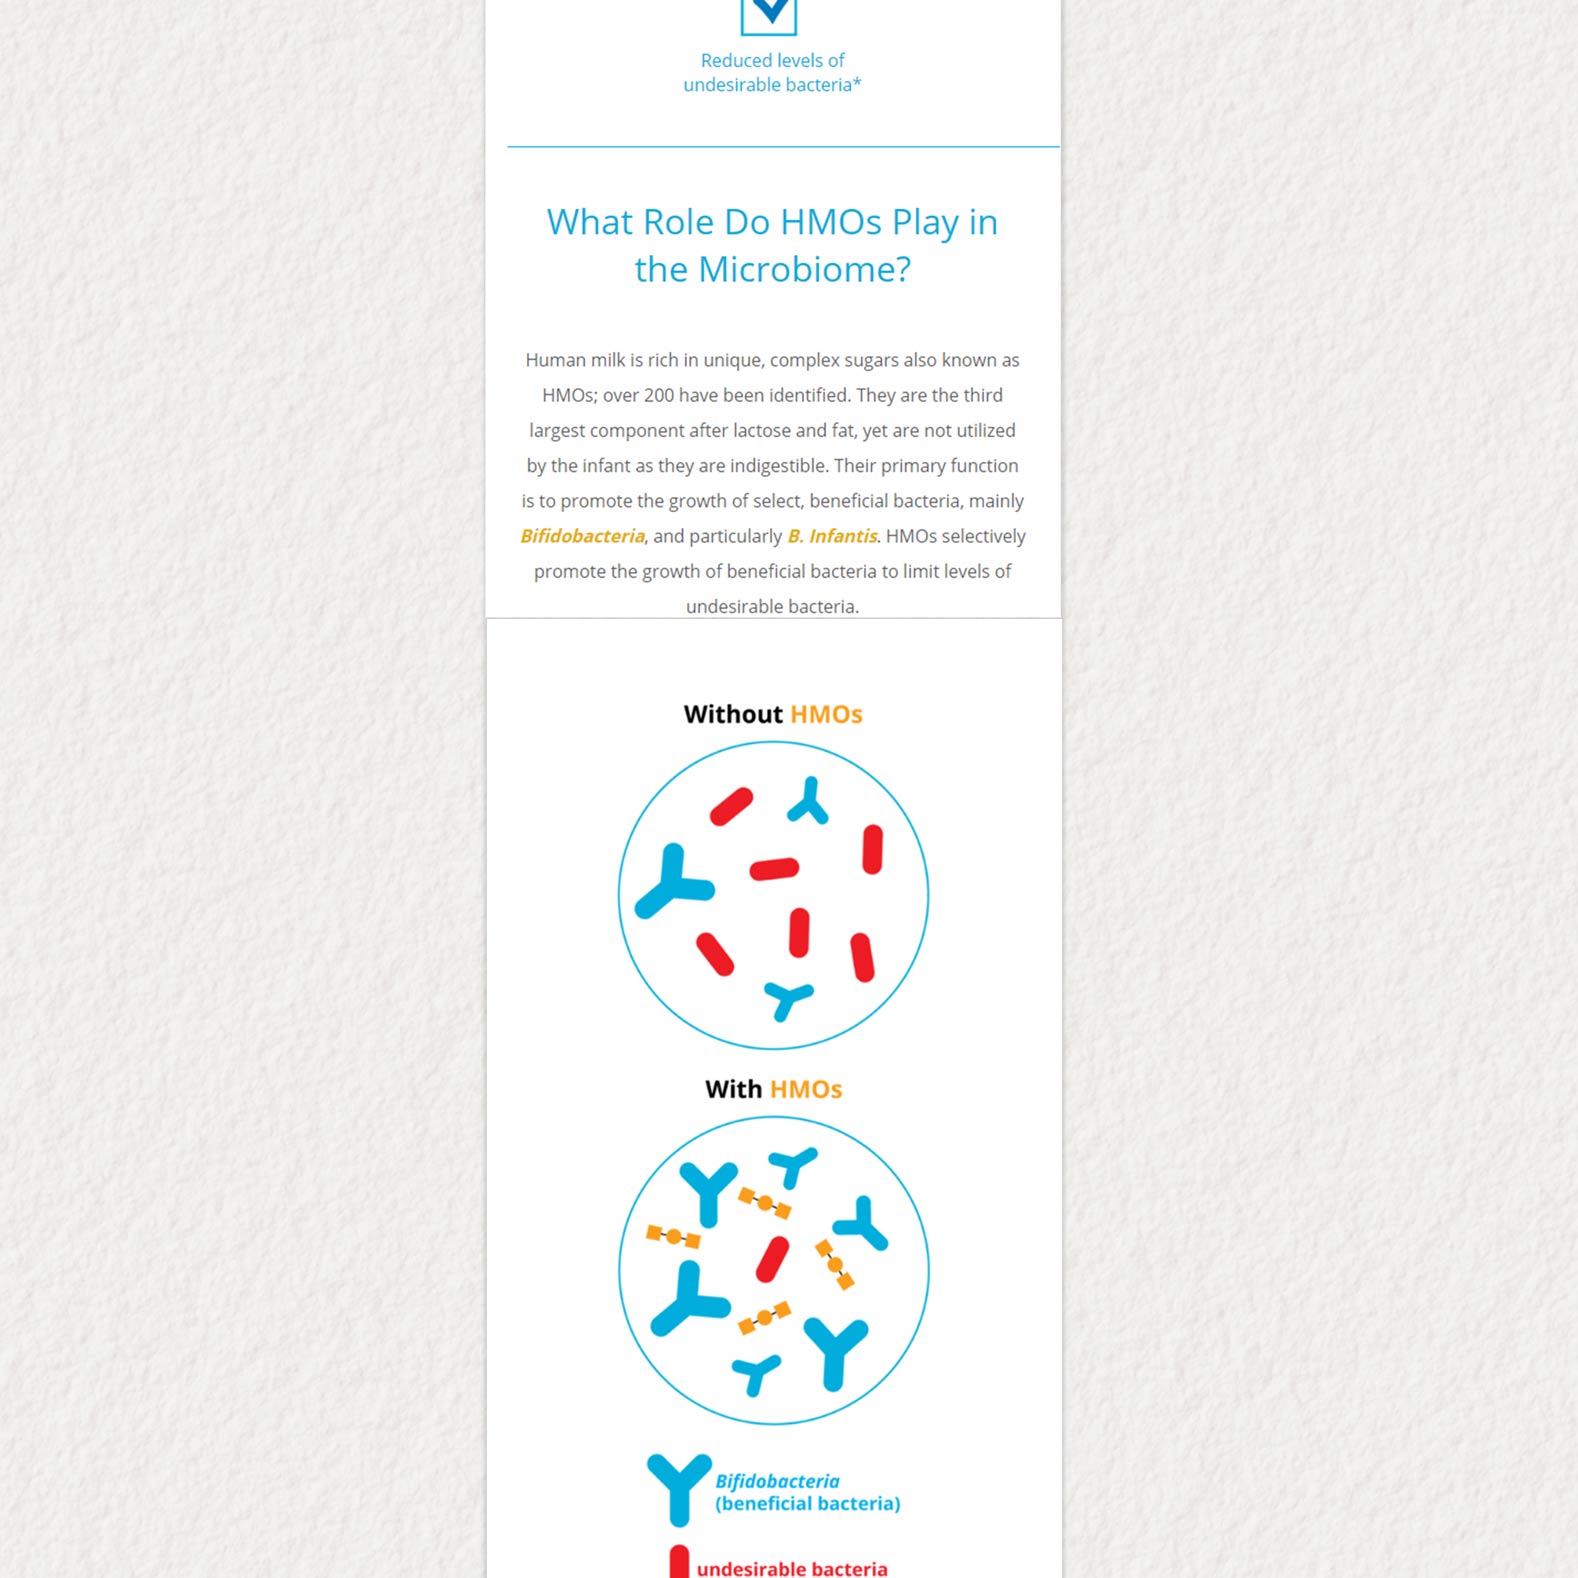 Reduced levels of
undesirable bacteria*
What Role Do HMOs Play in
the Microbiome?
Human milk is rich in unique, complex sugars also known as
HMOs; over 200 have been identified. They are the third
largest component after lactose and fat, yet are not utilized
by the infant as they are indigestible. Their primary function
is to promote the growth of select, beneficial bacteria, mainly
Bifidobacteria, and particularly B. Infantis. HMOs selectively
promote the growth of beneficial bacteria to limit levels of
undesirable bacteria.
Without HMOs
With HMOs
Bifidobacteria
(beneficial bacteria)
undesirable bacteria